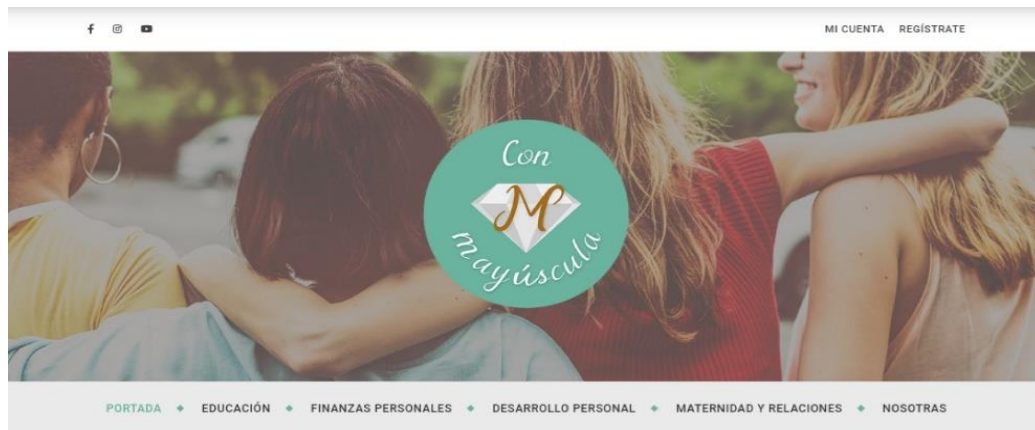 MI CUENTA REGÍSTRATE
Con
M
mayúscula
PORTADA EDUCACIÓN FINANZAS PERSONALES DESARROLLO PERSONAL MATERNIDAD Y RELACIONES NOSOTRAS